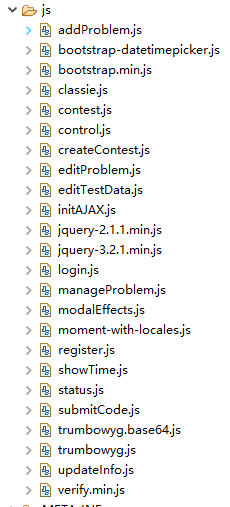 js
addProblem.js
bootstrap-datetimepicker.js
bootstrap.min.js
classie.js
contest.js
control.js
createContest.js
editProblem.js
editTestData.js
initAJAX.js
jquery-2.1.1.min.js
jquery-3.2.1.min.js
login.js
manageProblem.js
modalEffects.js
moment-with-locales.js
register.js
showTime.js
status.js
submitCode.js
trumbowyg.base64.js
trumbowyg.js
updateInfo.js
verify.min.js